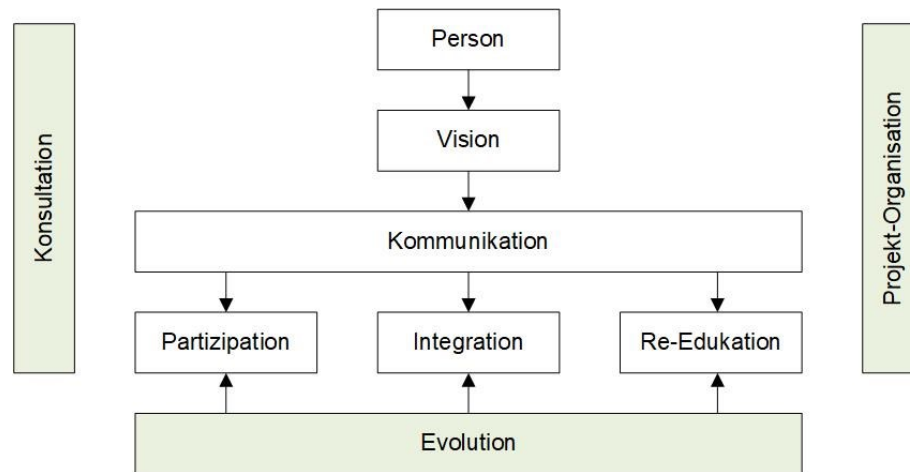 Person
Konsultation
Projekt-Organisation
Vision
Kommunikation
Partizipation
Integration
Re-Edukation
Evolution